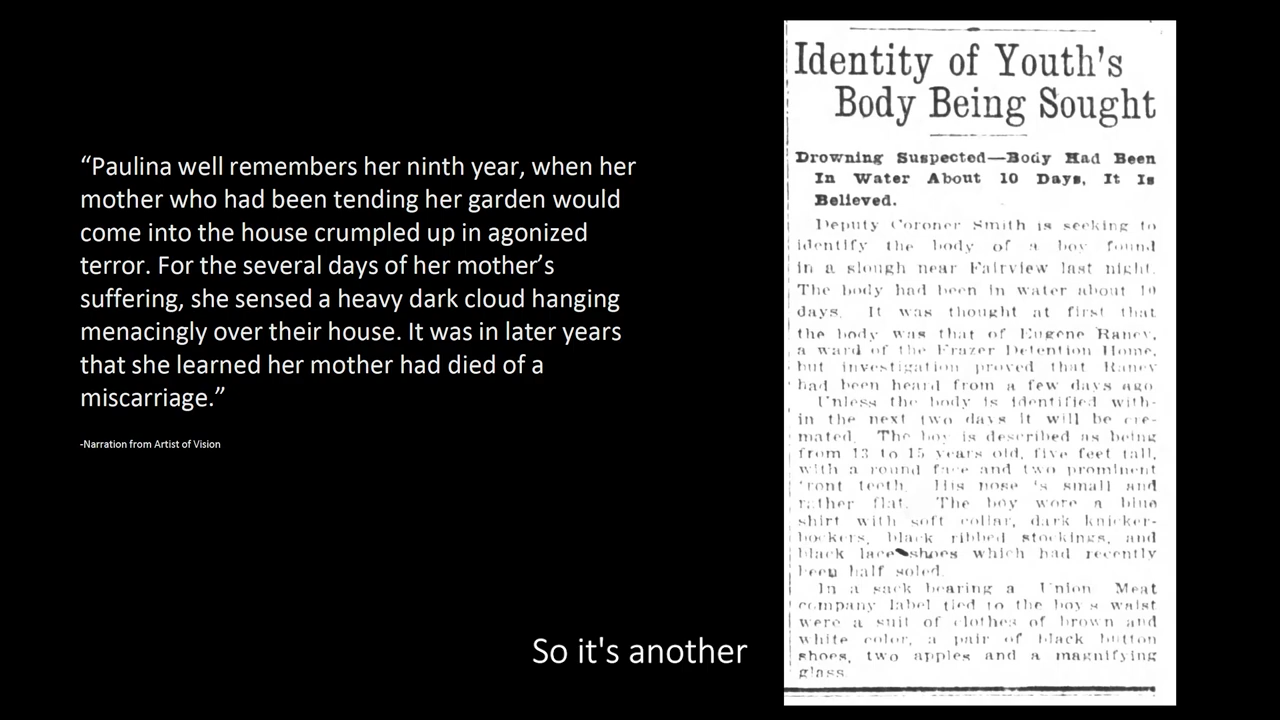 “Paulina well remembers her ninth year, when her
mother who had been tending her garden would
come into the house crumpled up in agonized
terror. For the several days of her mother’s
suffering, she sensed a heavy dark cloud hanging
menacingly over their house. It was in later years
that she learned her mother had died of a
miscarriage.”
-Narration from Artist of Vision
Identity of Youth's
Body Being Sought
Drowning Suspected—Body Had Been
In Water About 10 Days, It Is
Believed.
Deputy Coroner Smith is seeking to
identify the body of a boy found
in a slough near Fairview last night.
The body had been in water about 10
days. It was thought at first that
the body was that of Eugene Raney,
a ward of the Frazer Detention Home,
but investigation proved that Raney
had been heard from a few days ago.
Unless the body is identified with-
in the next two days it will be cre-
mated. The boy is described as being
from 13 to 15 years old, five feet tall,
with a round face and two prominent
'ront teeth. His nose 's small and
rather flat. The boy wore a blue
shirt with soft collar, dark knicker-
bockers, black ribbed stockings, and
black lace shoes which had recently
been half soled.
In a sack bearing a Union Meat
company label tied to the boy's waist
were a suit of clothes of brown and
white color, a pair of black button
shoes, two apples and a magnifying
glass.
So it's another